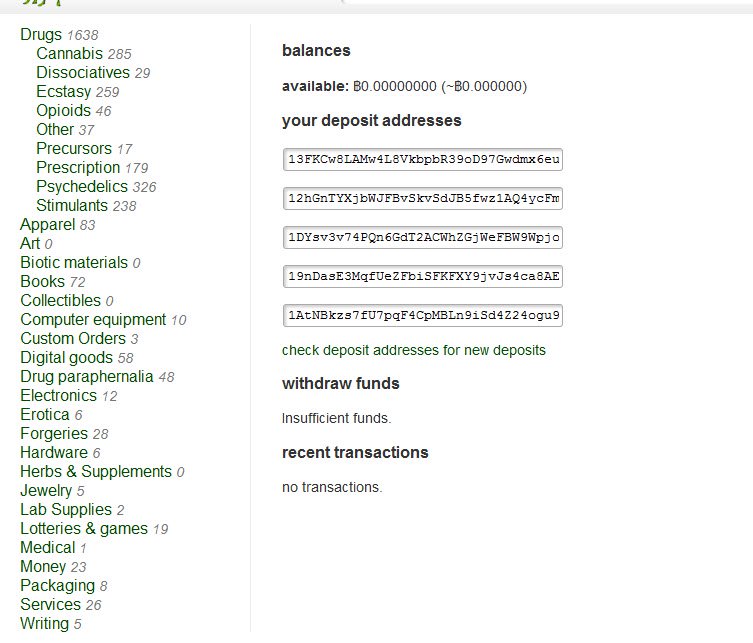 Drugs 1638
Cannabis 285
Dissociatives 29
Ecstasy 259
Opioids 46
Other 37
Precursors 17
Prescription 179
Psychedelics 326
Stimulants 238
Apparel 83
Art 0
Biotic materials 0
Books 72
Collectibles 0
Computer equipment 10
Custom Orders 3
Digital goods 58
Drug paraphernalia 48
Electronics 12
Erotica 6
Forgeries 28
Hardware 6
Herbs & Supplements 0
Jewelry 5
Lab Supplies 2
Lotteries & games 19
Medical 1
Money 23
Packaging 8
Services 26
Writing 5
balances
available: ฿0.00000000 (~฿0.000000)
your deposit addresses
13FKCw8LAMw4L8VkbpbR39oD97Gwdmx6eu
12hGnTYXjbWJFBvSkvSdJB5fwz1AQ4ycFm
1DYsv3v74PQn6GdT2ACWhZGjWeFBW9Wpjo
19nDasE3MqfUeZFbiSFKFXY9jvJs4ca8AE
1AtNBkzs7fU7pqF4CpMBLn9iSd4Z24ogu9
check deposit addresses for new deposits
withdraw funds
Insufficient funds.
recent transactions
no transactions.